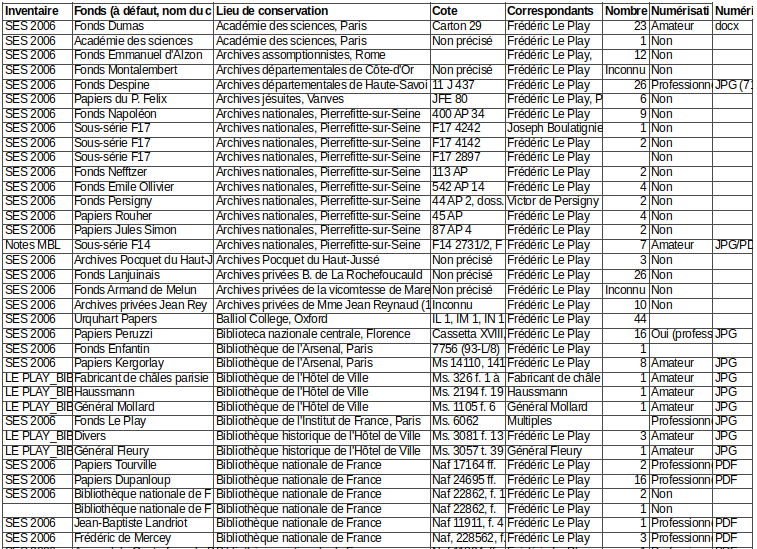 Inventaire Fonds (à défaut, nom du c Lieu de conservation Cote Correspondants Nombre Numérisati Numéri
SES 2006 Fonds Dumas Académie des sciences, Paris Carton 29 Frédéric Le Play 23 Amateur docx
SES 2006 Académie des sciences Académie des sciences, Paris Non précisé Frédéric Le Play 1 Non
SES 2006 Fonds Emmanuel d'Alzon Archives assomptionnistes, Rome Frédéric Le Play, 12 Non
SES 2006 Fonds Montalembert Archives départementales de Côte-d'Or Non précisé Frédéric Le Play Inconnu Non
SES 2006 Fonds Despine Archives départementales de Haute-Savoi 11 J 437 Frédéric Le Play 26 Professionn JPG (71
SES 2006 Papiers du P. Felix Archives jésuites, Vanves JFE 80 Frédéric Le Play, P 6 Non
SES 2006 Fonds Napoléon Archives nationales, Pierrefitte-sur-Seine 400 AP 34 Frédéric Le Play 9 Non
SES 2006 Sous-série F17 Archives nationales, Pierrefitte-sur-Seine F17 4242 Joseph Boulatignie 1 Non
SES 2006 Sous-série F17 Archives nationales, Pierrefitte-sur-Seine F17 4142 Frédéric Le Play 2 Non
SES 2006 Sous-série F17 Archives nationales, Pierrefitte-sur-Seine F17 2897 Frédéric Le Play Non
SES 2006 Fonds Nefftzer Archives nationales, Pierrefitte-sur-Seine 113 AP Frédéric Le Play 2 Non
SES 2006 Fonds Emile Ollivier Archives nationales, Pierrefitte-sur-Seine 542 AP 14 Frédéric Le Play 4 Non
SES 2006 Fonds Persigny Archives nationales, Pierrefitte-sur-Seine 44 AP 2, doss. Victor de Persigny 2 Non
SES 2006 Papiers Rouher Archives nationales, Pierrefitte-sur-Seine 45 AP Frédéric Le Play 4 Non
SES 2006 Papiers Jules Simon Archives nationales, Pierrefitte-sur-Seine 87 AP 4 Frédéric Le Play 2 Non
Notes MBL Sous-série F14 Archives nationales, Pierrefitte-sur-Seine F14 2731/2, F Frédéric Le Play 7 Amateur JPG/PD
SES 2006 Archives Pocquet du Haut-J Archives Pocquet du Haut-Jussé Non précisé Frédéric Le Play 3 Non
SES 2006 Fonds Lanjuinais Archives privées B. de La Rochefoucauld Non précisé Frédéric Le Play 26 Non
SES 2006 Fonds Armand de Melun Archives privées de la vicomtesse de Mare Non précisé Frédéric Le Play Inconnu Non
SES 2006 Archives privées Jean Rey Archives privées de Mme Jean Reynaud (1 Inconnu Frédéric Le Play 10 Non
SES 2006 Urquhart Papers Balliol College, Oxford IL 1, IM 1, IN 1 Frédéric Le Play 44
SES 2006 Papiers Peruzzi Biblioteca nazionale centrale, Florence Cassetta XVIII, Frédéric Le Play 16 Oui (profess JPG
SES 2006 Fonds Enfantin Bibliothèque de l'Arsenal, Paris 7756 (93-L/8) Frédéric Le Play 1
SES 2006 Papiers Kergorlay Bibliothèque de l'Arsenal, Paris Ms 14110, 141 Frédéric Le Play 8 Amateur JPG
LE PLAY_BIB Fabricant de châles parisie Bibliothèque de l'Hôtel de Ville Ms. 326 f. 1 à Fabricant de châle 1 Amateur JPG
LE PLAY_BIB Haussmann Bibliothèque de l'Hôtel de Ville Ms. 2194 f. 19 Haussmann 1 Amateur JPG
LE PLAY_BIB Général Mollard Bibliothèque de l'Hôtel de Ville Ms. 1105 f. 6 Général Mollard 1 Amateur JPG
SES 2006 Fonds Le Play Bibliothèque de l'Institut de France, Paris Ms. 6062 Multiples Professionn JPG
LE PLAY_BIB Divers Bibliothèque historique de l'Hôtel de Ville Ms. 3081 f. 13 Frédéric Le Play 3 Amateur JPG
LE PLAY_BIB Général Fleury Bibliothèque historique de l'Hôtel de Ville Ms. 3057 t. 39 Général Fleury 1 Amateur JPG
SES 2006 Papiers Tourville Bibliothèque nationale de France Naf 17164 ff. Frédéric Le Play 2 Professionn PDF
SES 2006 Papiers Dupanloup Bibliothèque nationale de France Naf 24695 ff. Frédéric Le Play 16 Professionn PDF
SES 2006 Bibliothèque nationale de F Bibliothèque nationale de France Naf 22862, f. 1 Frédéric Le Play 2 Non
Bibliothèque nationale de F Bibliothèque nationale de France Naf 22862, f. Frédéric Le Play 1 Non
SES 2006 Jean-Baptiste Landriot Bibliothèque nationale de France Naf 11911, f. 4 Frédéric Le Play 1 Professionn PDF
SES 2006 Frédéric de Mercey Bibliothèque nationale de France Naf, 228562, f. Frédéric Le Play 3 Professionn PDF